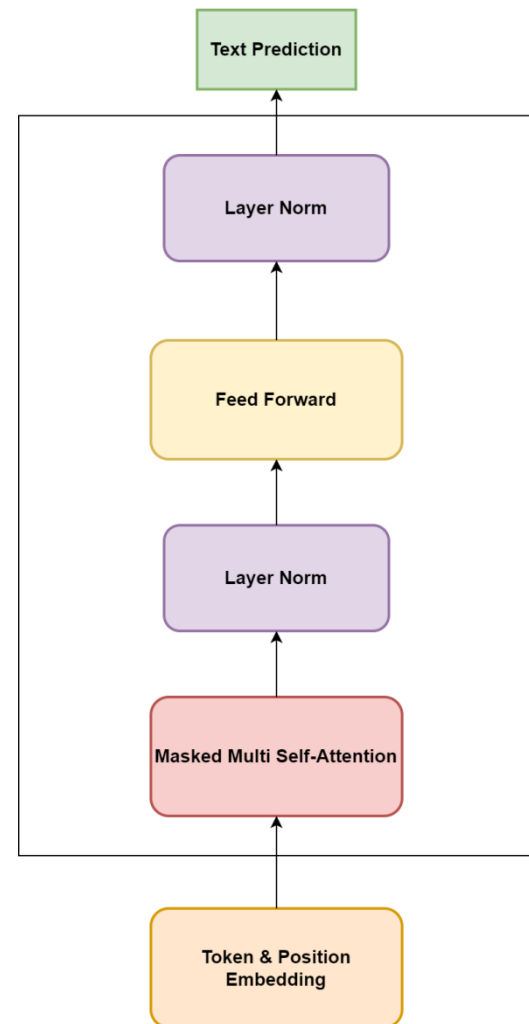 Text Prediction
Layer Norm
Feed Forward
Layer Norm
Masked Multi Self-Attention
Token & Position
Embedding